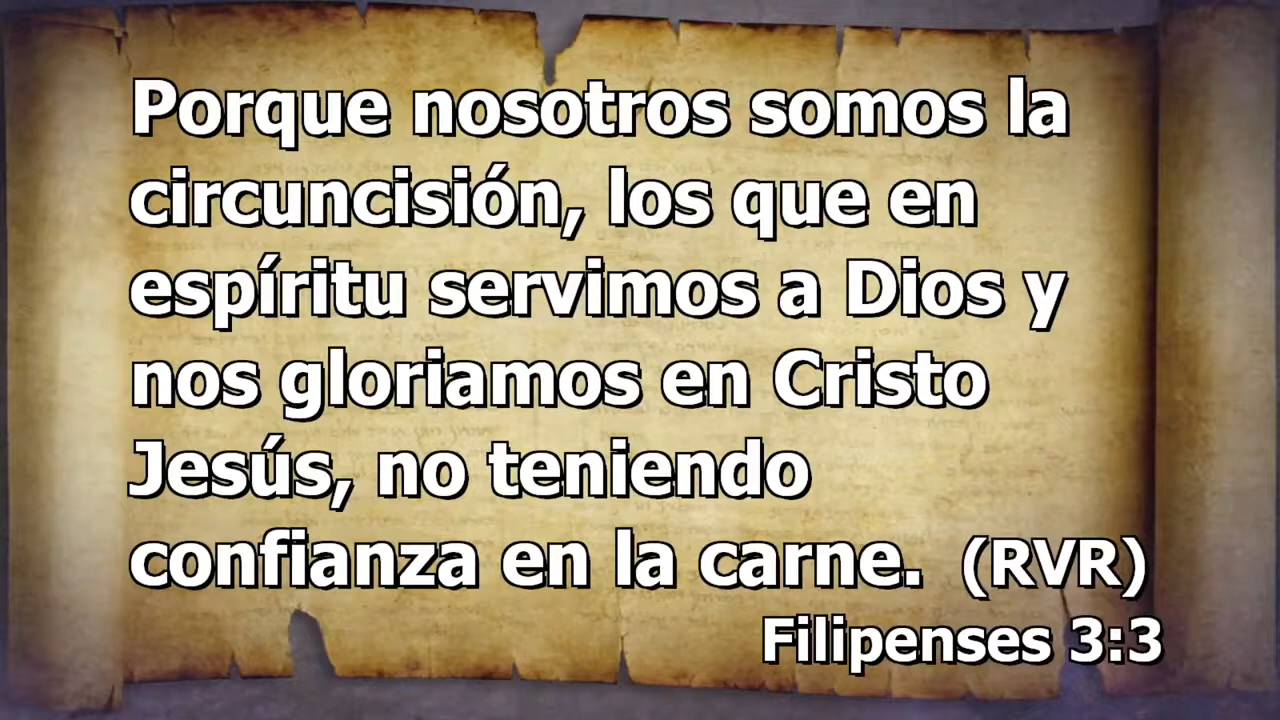 Porque nosotros somos la
circuncisión, los que en
espíritu servimos a Dios y
nos gloriamos en Cristo
Jesús, no teniendo
confianza en la carne. (RVR)
Filipenses 3:3